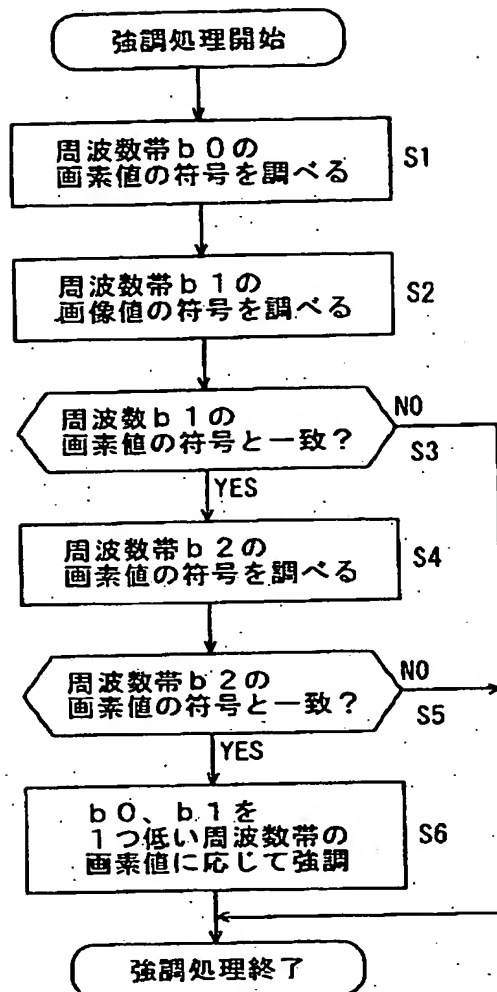 強調処理開始
周波数帯b0の
画素値の符号を調べる
S1
周波数帯b1の
画像値の符号を調べる
S2
周波数b1の
画素値の符号と一致？
NO
S3
YES
周波数帯b2の
画素値の符号を調べる
S4
周波数帯b2の
画素値の符号と一致？
NO
S5
YES
b0、b1を
1つ低い周波数帯の
画素値に応じて強調
S6
強調処理終了